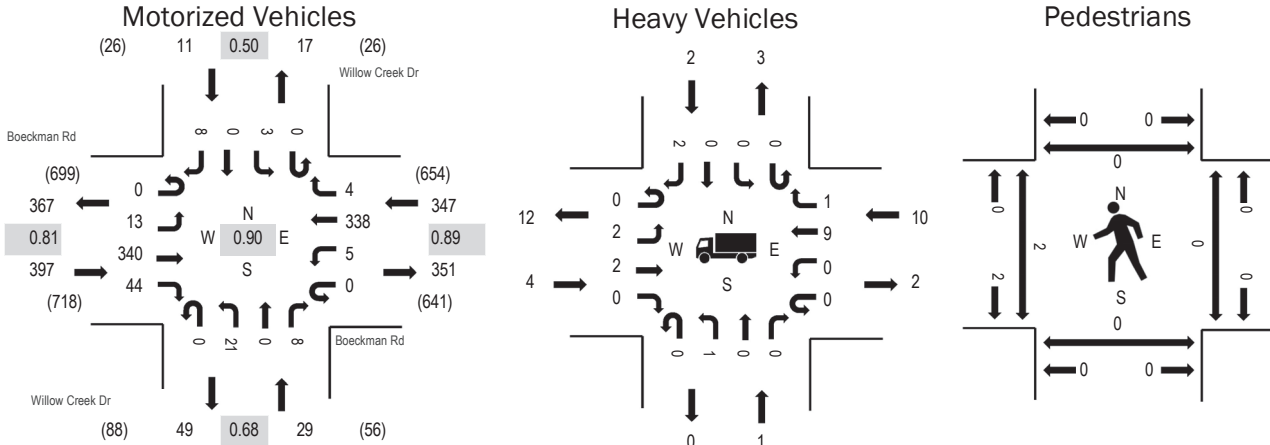 Motorized Vehicles
(26) 11 0.50 17 (26)
Willow Creek Dr
Boeckman Rd
8 0 3 0
(699) 0 4 (654)
367 13 N 338 347
0.81 W 0.90 E 0.89
397 340 S 5 351
(718) 44 0 (641)
0 21 0 8
Boeckman Rd
Willow Creek Dr
(88) 49 0.68 29 (56)
Heavy Vehicles
2 3
2 0 0 0
0 1
12 2 N 9 10
W E
4 2 S 0 2
0 0
0 1 0 0
0 1
Pedestrians
0 0
0
0 N 0
W 2 E 0
2 S 0
0
0 0